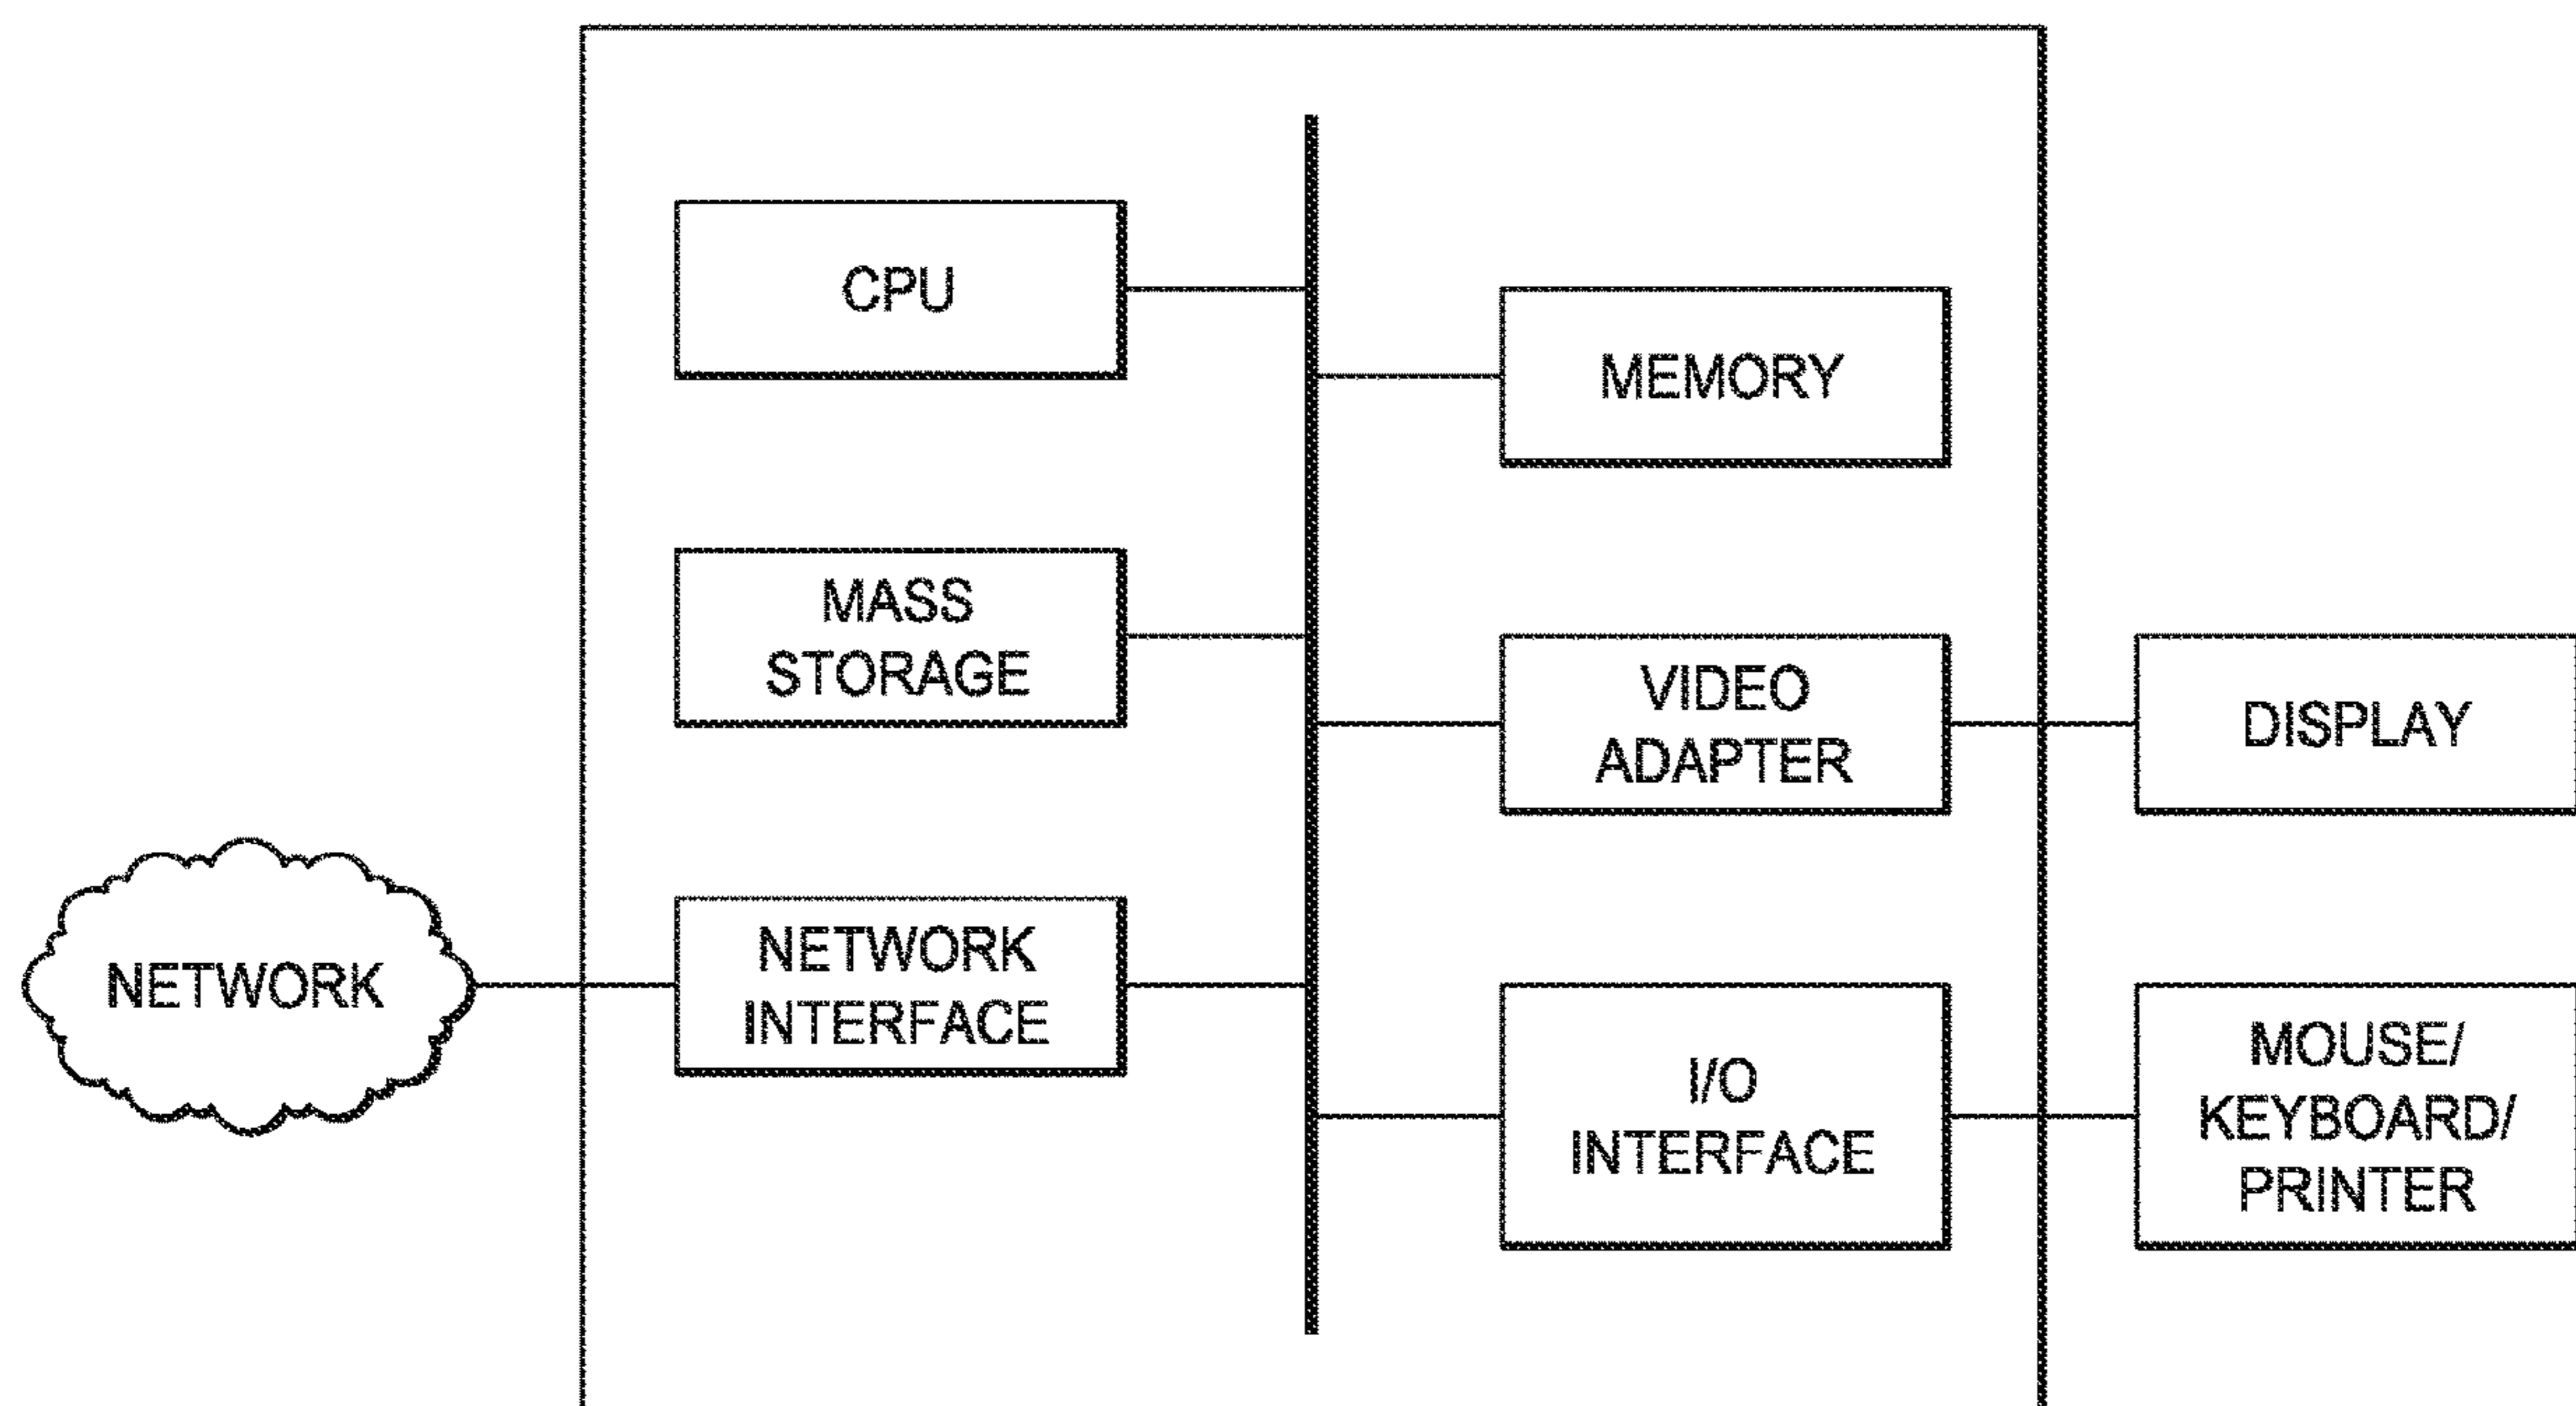 CPU
MEMORY
MASS
STORAGE
VIDEO
ADAPTER
DISPLAY
NETWORK
NETWORK
INTERFACE
I/O
INTERFACE
MOUSE/
KEYBOARD/
PRINTER